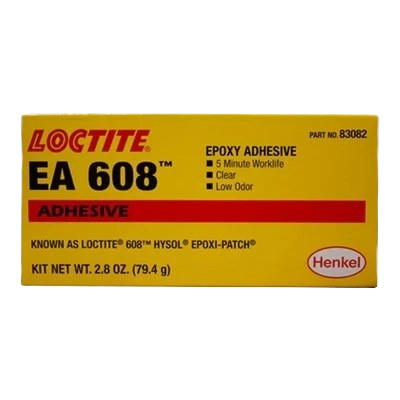 LOCTITE®
EA 608™
ADHESIVE
EPOXY ADHESIVE
5 Minute Worklife
Clear
Low Odor
PART NO. 83082
KNOWN AS LOCTITE® 608™ HYSOL® EPOXI-PATCH®
KIT NET WT. 2.8 OZ. (79.4 g)
Henkel